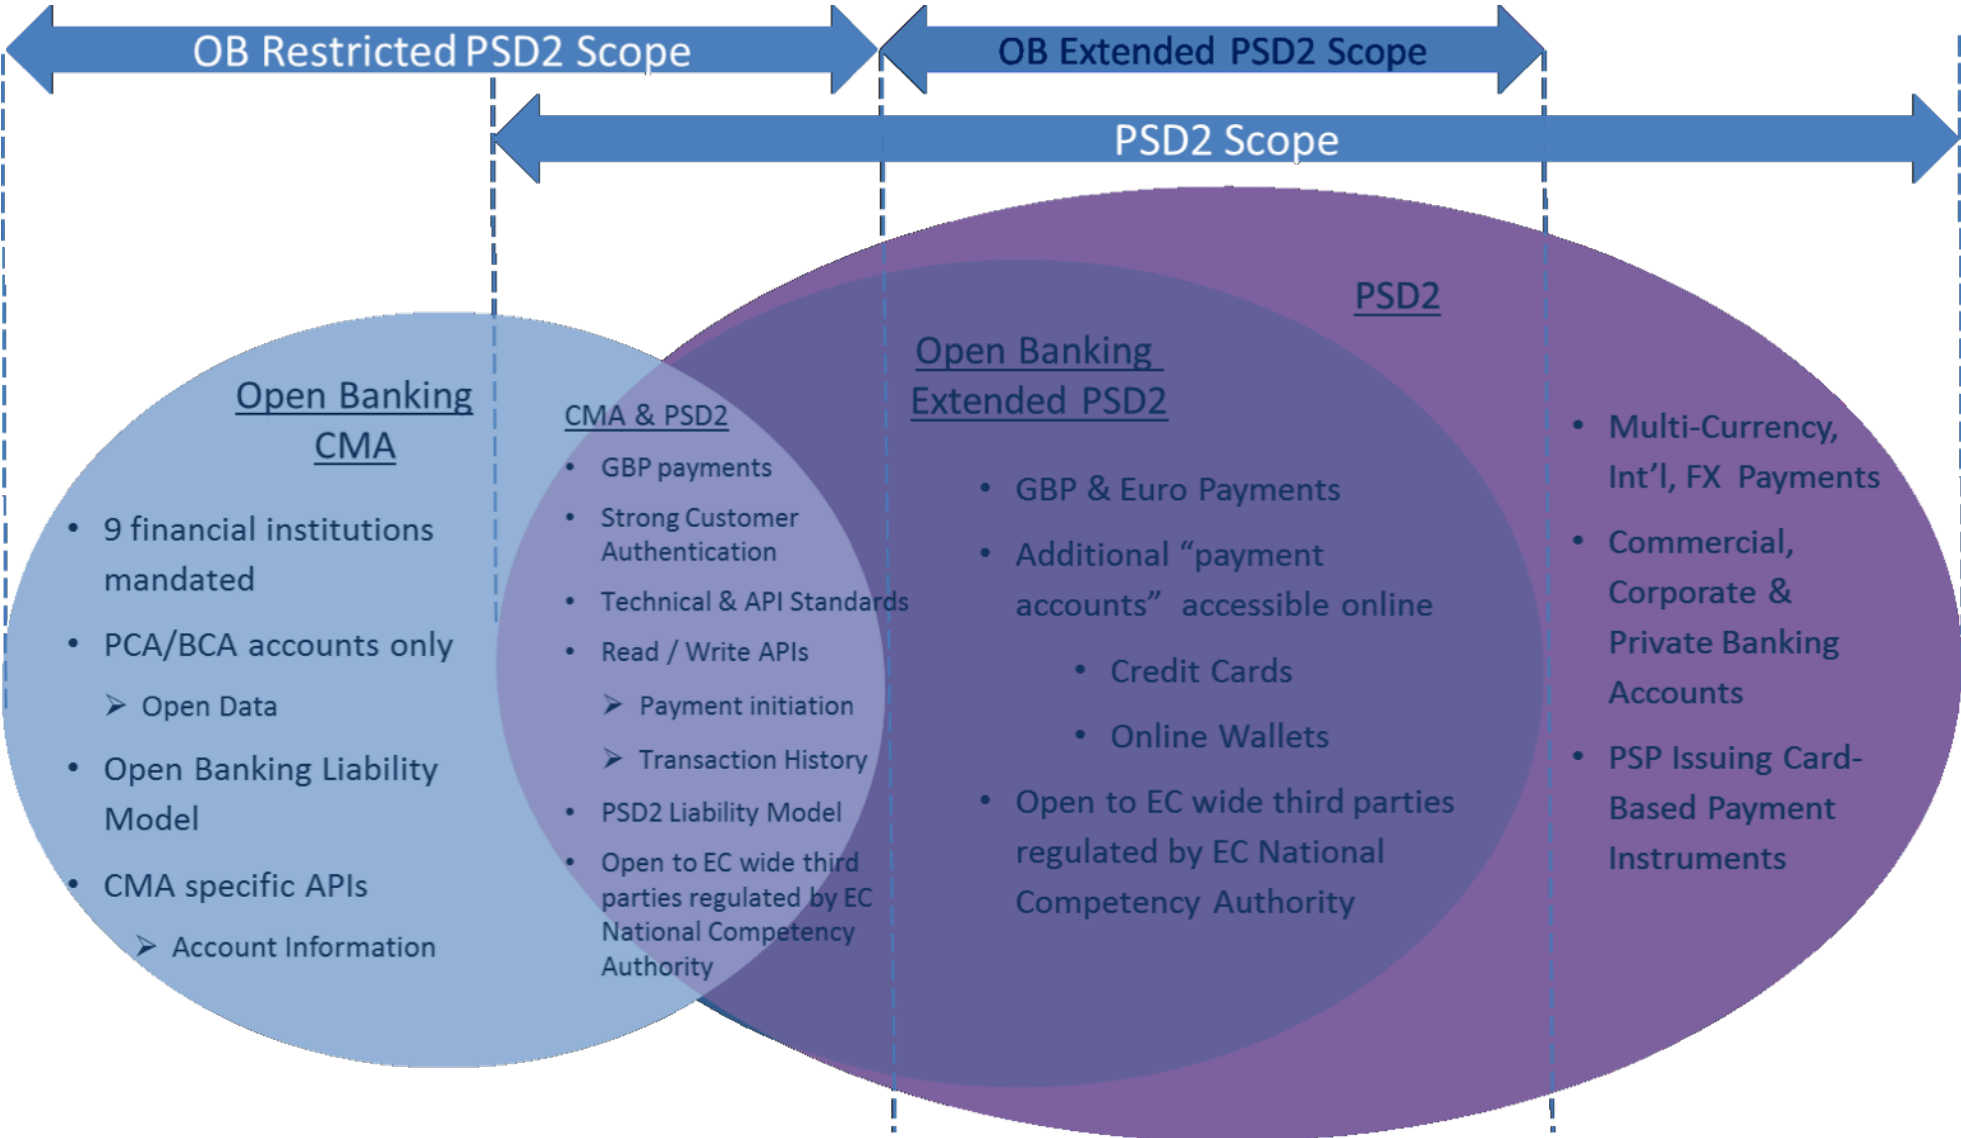 OB Restricted PSD2 Scope
OB Extended PSD2 Scope
PSD2 Scope
Open Banking
CMA
• 9 financial institutions
mandated
• PCA/BCA accounts only
➢ Open Data
• Open Banking Liability
Model
• CMA specific APIs
➢ Account Information
CMA & PSD2
• GBP payments
• Strong Customer
Authentication
• Technical & API Standards
• Read / Write APIs
➢ Payment initiation
➢ Transaction History
• PSD2 Liability Model
• Open to EC wide third
parties regulated by EC
National Competency
Authority
Open Banking
Extended PSD2
• GBP & Euro Payments
• Additional “payment
accounts” accessible online
• Credit Cards
• Online Wallets
• Open to EC wide third parties
regulated by EC National
Competency Authority
PSD2
• Multi-Currency,
Int’l, FX Payments
• Commercial,
Corporate &
Private Banking
Accounts
• PSP Issuing Card-
Based Payment
Instruments